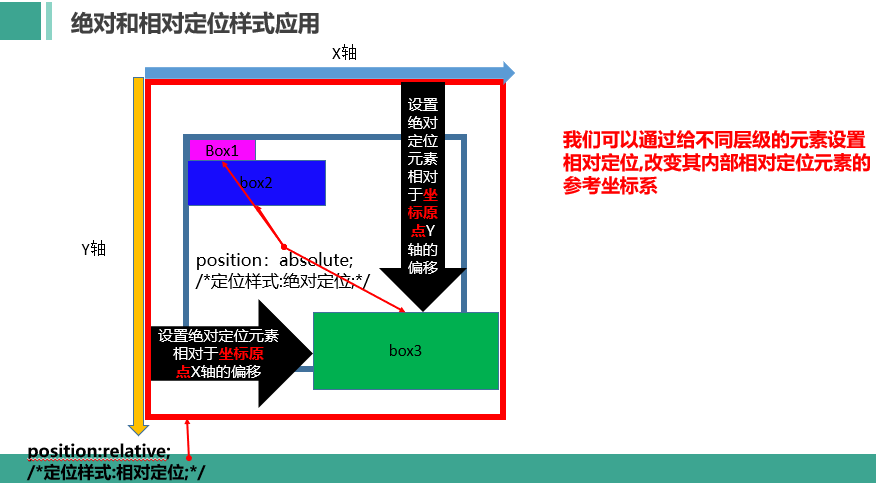 绝对和相对定位样式应用
X轴
设置
绝对
定位
元素
相对
于坐
标原
点Y
轴的
偏移
我们可以通过给不同层级的元素设置
相对定位,改变其内部相对定位元素的
参考坐标系
Box1
box2
Y轴
position：absolute;
/*定位样式:绝对定位;*/
设置绝对定位元素
相对于坐标原
点X轴的偏移
box3
position:relative;
/*定位样式:相对定位;*/